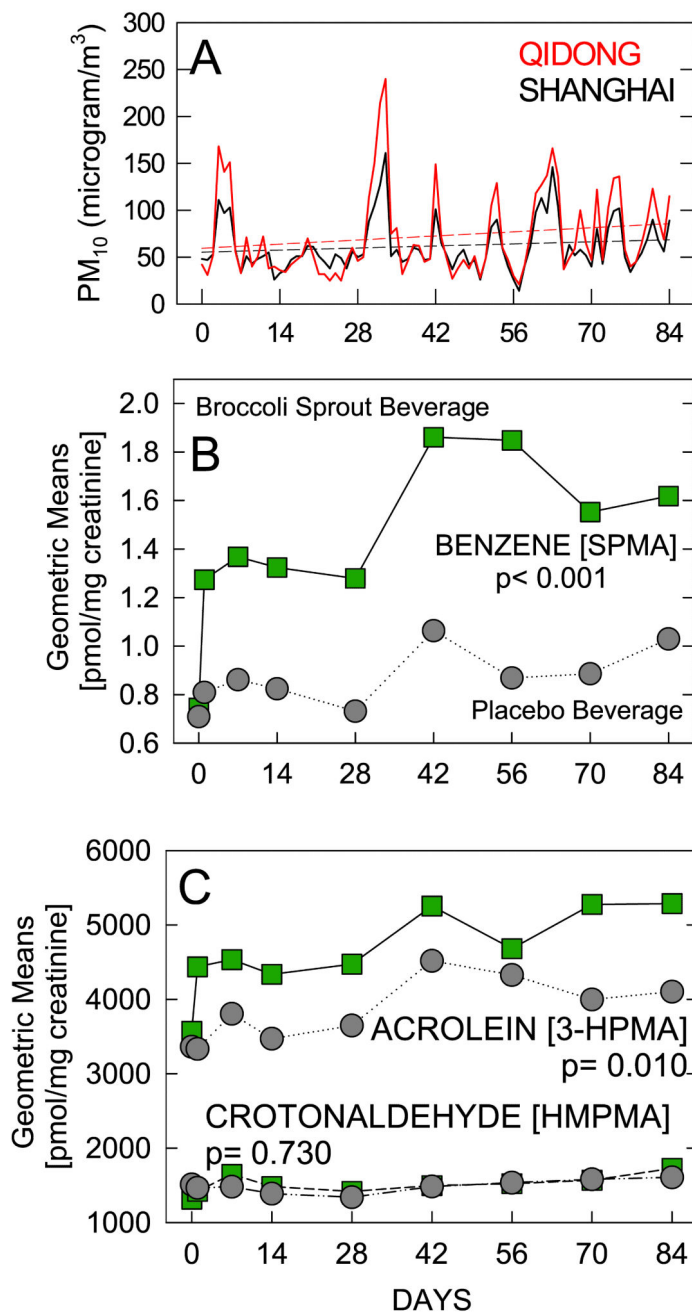 A
QIDONG
SHANGHAI
PM10 (microgram/m3)
300
250
200
150
100
50
0
0 14 28 42 56 70 84
B
Broccoli Sprout Beverage
Geometric Means
[pmol/mg creatinine]
2.0
1.8
1.6
1.4
1.2
1.0
0.8
0.6
BENZENE [SPMA]
p< 0.001
Placebo Beverage
0 14 28 42 56 70 84
C
Geometric Means
[pmol/mg creatinine]
6000
5000
4000
3000
2000
1000
ACROLEIN [3-HPMA]
p= 0.010
CROTONALDEHYDE [HMPMA]
p= 0.730
0 14 28 42 56 70 84
DAYS